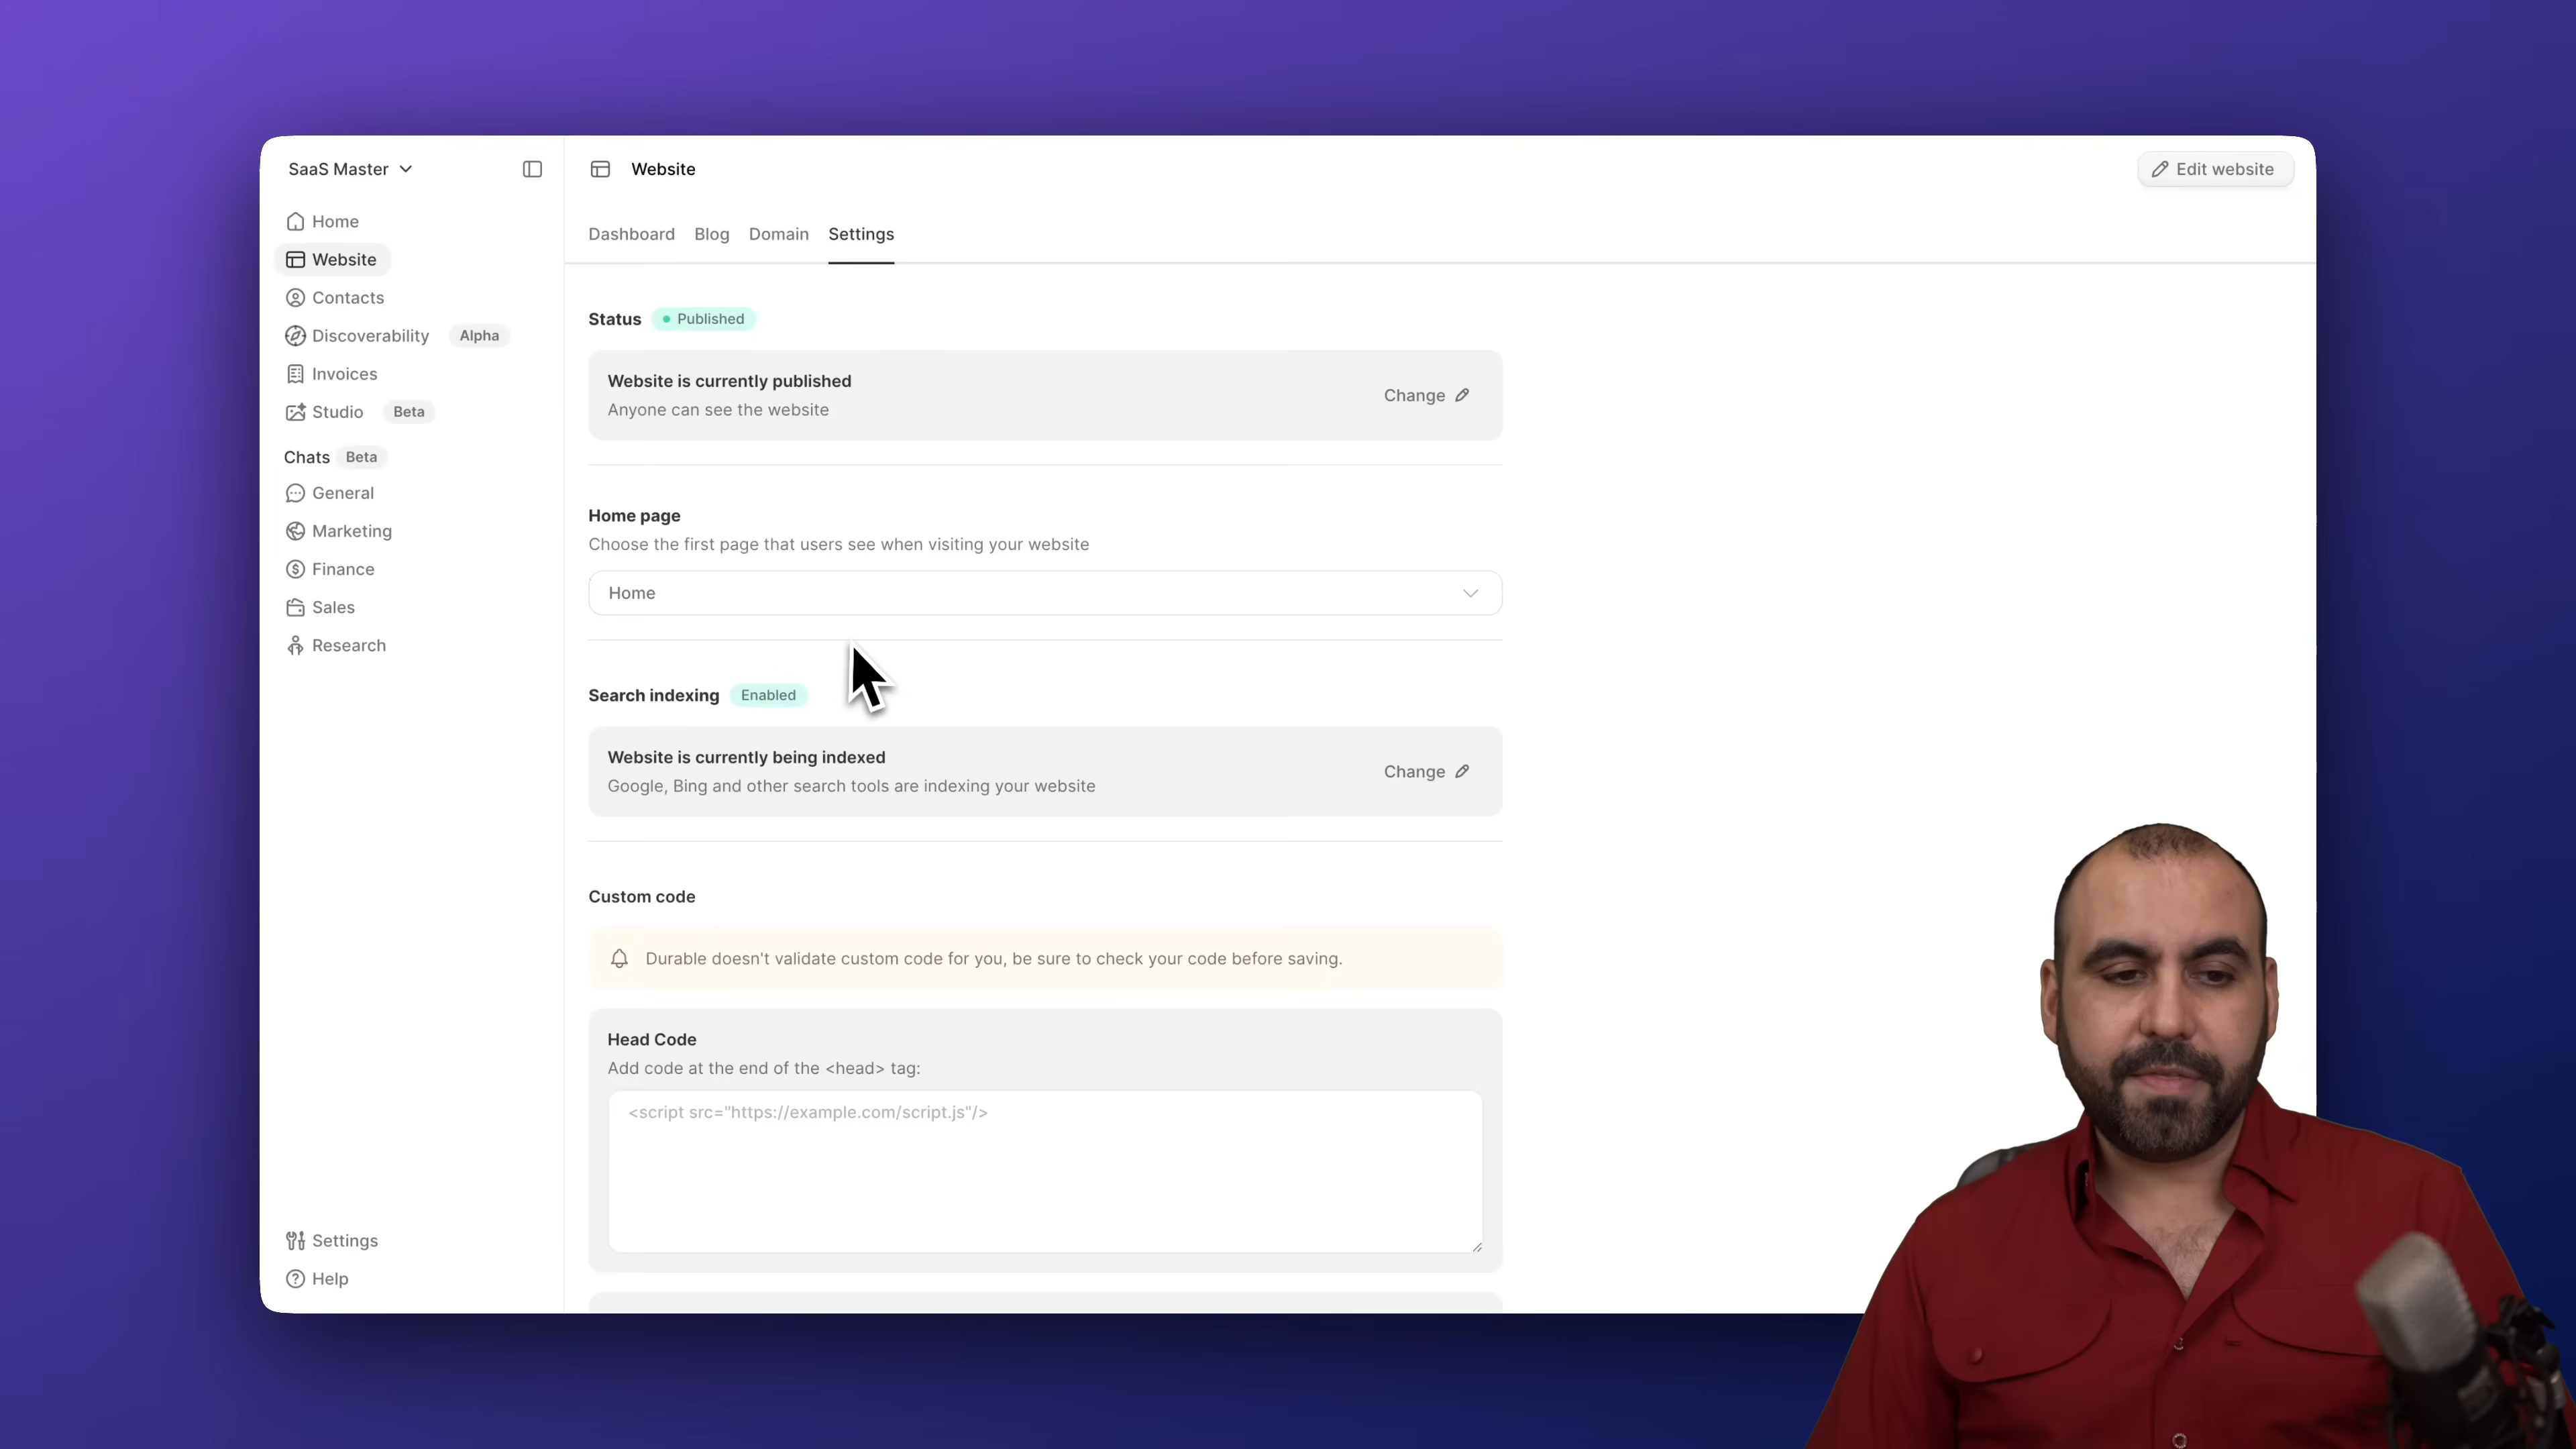 SaaS Master
Home
Website
Contacts
Discoverability Alpha
Invoices
Studio Beta
Chats Beta
General
Marketing
Finance
Sales
Research
Settings
Help
Website
Edit website
Dashboard Blog Domain Settings
Status Published
Website is currently published
Anyone can see the website
Change
Home page
Choose the first page that users see when visiting your website
Home
Search indexing Enabled
Website is currently being indexed
Google, Bing and other search tools are indexing your website
Change
Custom code
Durable doesn't validate custom code for you, be sure to check your code before saving.
Head Code
Add code at the end of the <head> tag:
<script src="https://example.com/script.js"/>